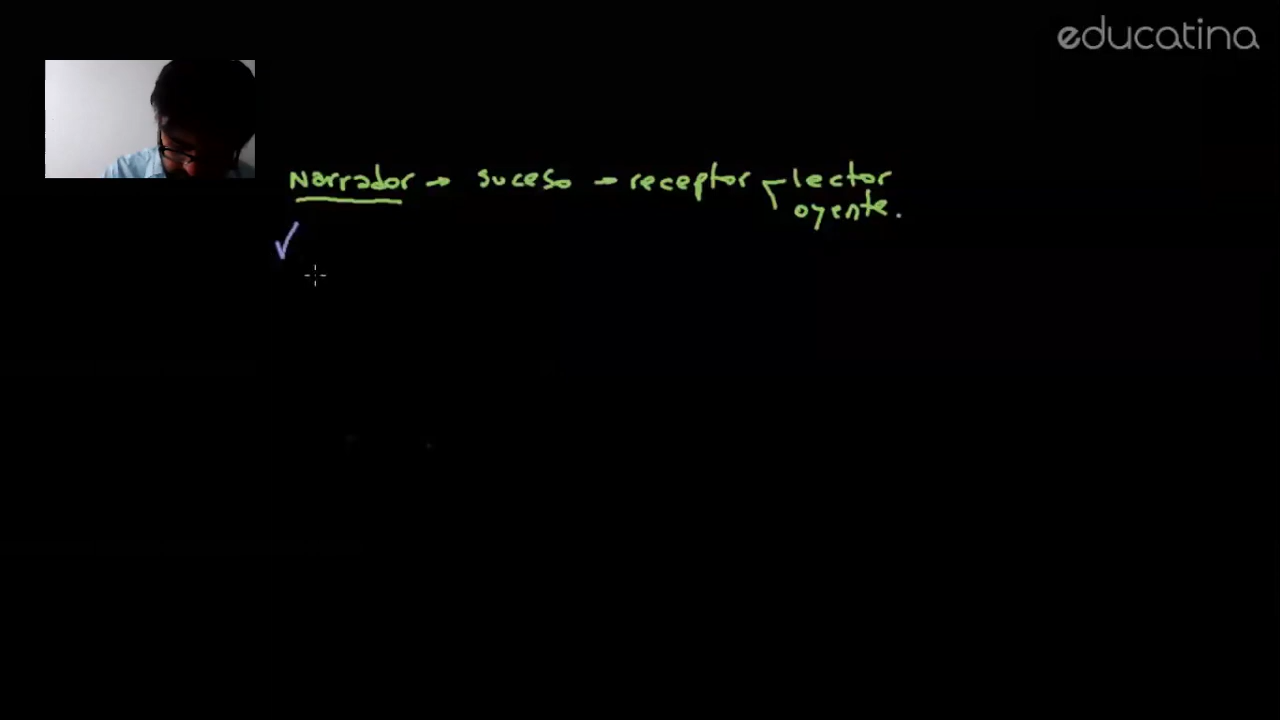 educatina
Narrador → suceso → receptor lector
oyente.